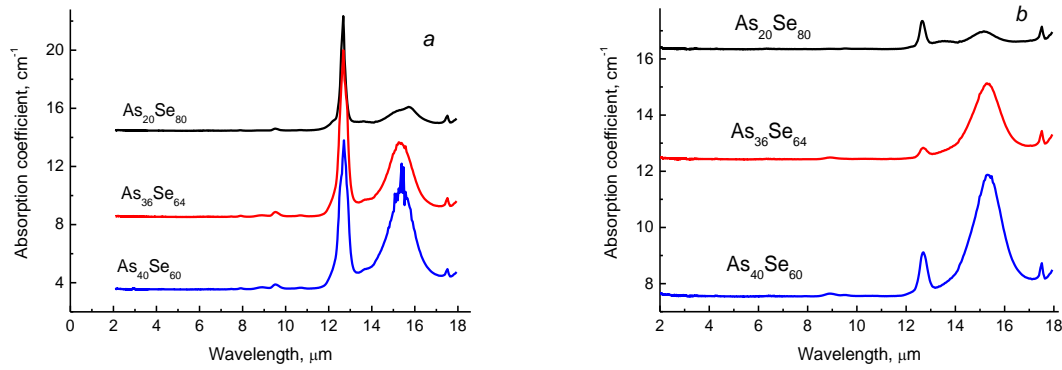 a
Absorption coefficient, cm⁻¹
20
16
12
8
4
As₂₀Se₈₀
As₃₆Se₆₄
As₄₀Se₆₀
0 2 4 6 8 10 12 14 16 18
Wavelength, μm
b
Absorption coefficient, cm⁻¹
16
14
12
10
8
As₂₀Se₈₀
As₃₆Se₆₄
As₄₀Se₆₀
2 4 6 8 10 12 14 16 18
Wavelength, μm